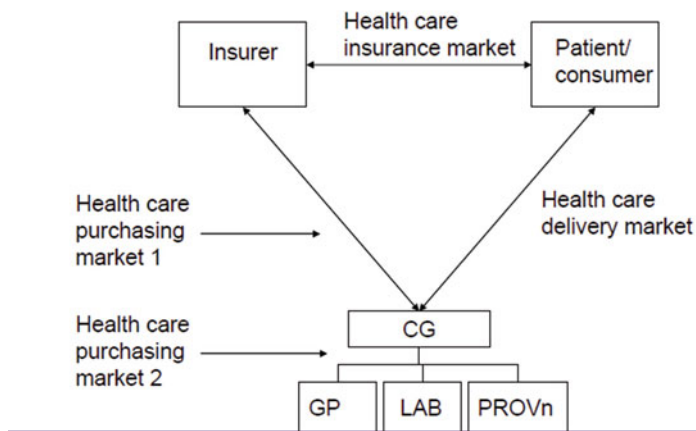 Health care
insurance market
Insurer
Patient/
consumer
Health care
purchasing
market 1
Health care
delivery market
Health care
purchasing
market 2
CG
GP
LAB
PROVn